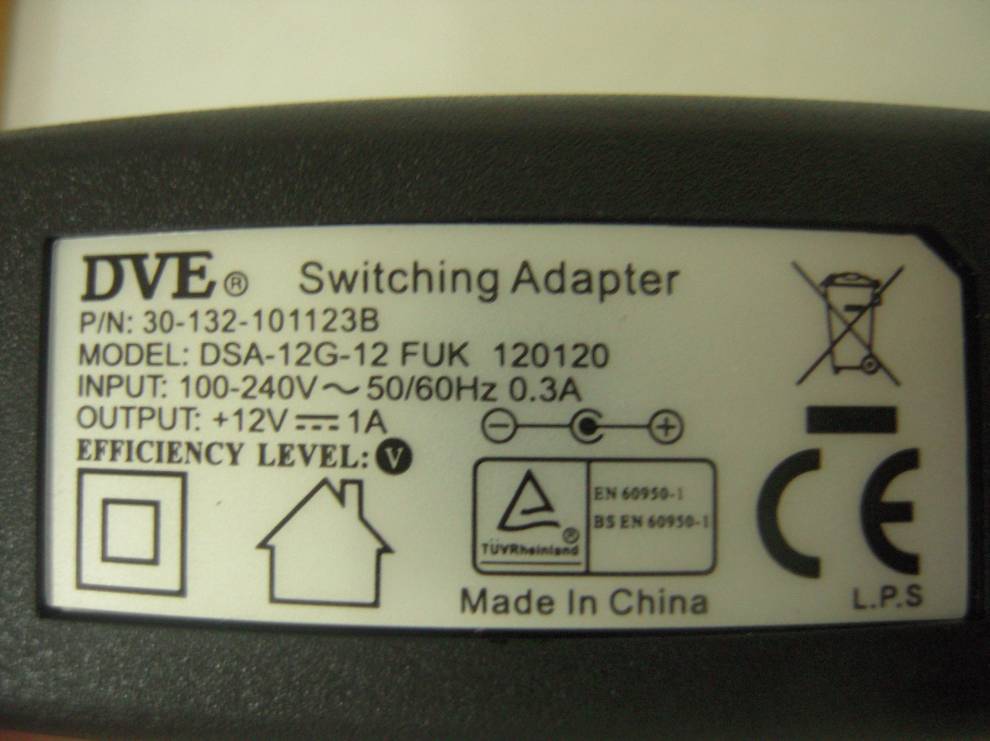 DVE® Switching Adapter
P/N: 30-132-101123B
MODEL: DSA-12G-12 FUK 120120
INPUT: 100-240V～50/60Hz 0.3A
OUTPUT: +12V⎓1A
EFFICIENCY LEVEL: V
EN 60950-1
BS EN 60950-1
TÜVRheinland®
CE
Made In China
L.P.S